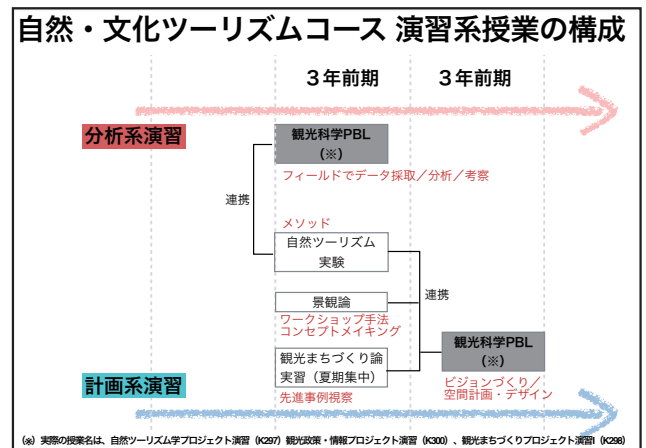 自然・文化ツーリズムコース 演習系授業の構成
３年前期 ３年前期
分析系演習
観光科学PBL
（※）
フィールドでデータ採取／分析／考察
連携
メソッド
自然ツーリズム
実験
連携
景観論
ワークショップ手法
コンセプトメイキング
観光科学PBL
（※）
観光まちづくり論
実習（夏期集中）
計画系演習
先進事例視察
ビジョンづくり／
空間計画・デザイン
（※）実際の授業名は、自然ツーリズム学プロジェクト演習（K297）観光政策・情報プロジェクト演習（K300）、観光まちづくりプロジェクト演習（K298）